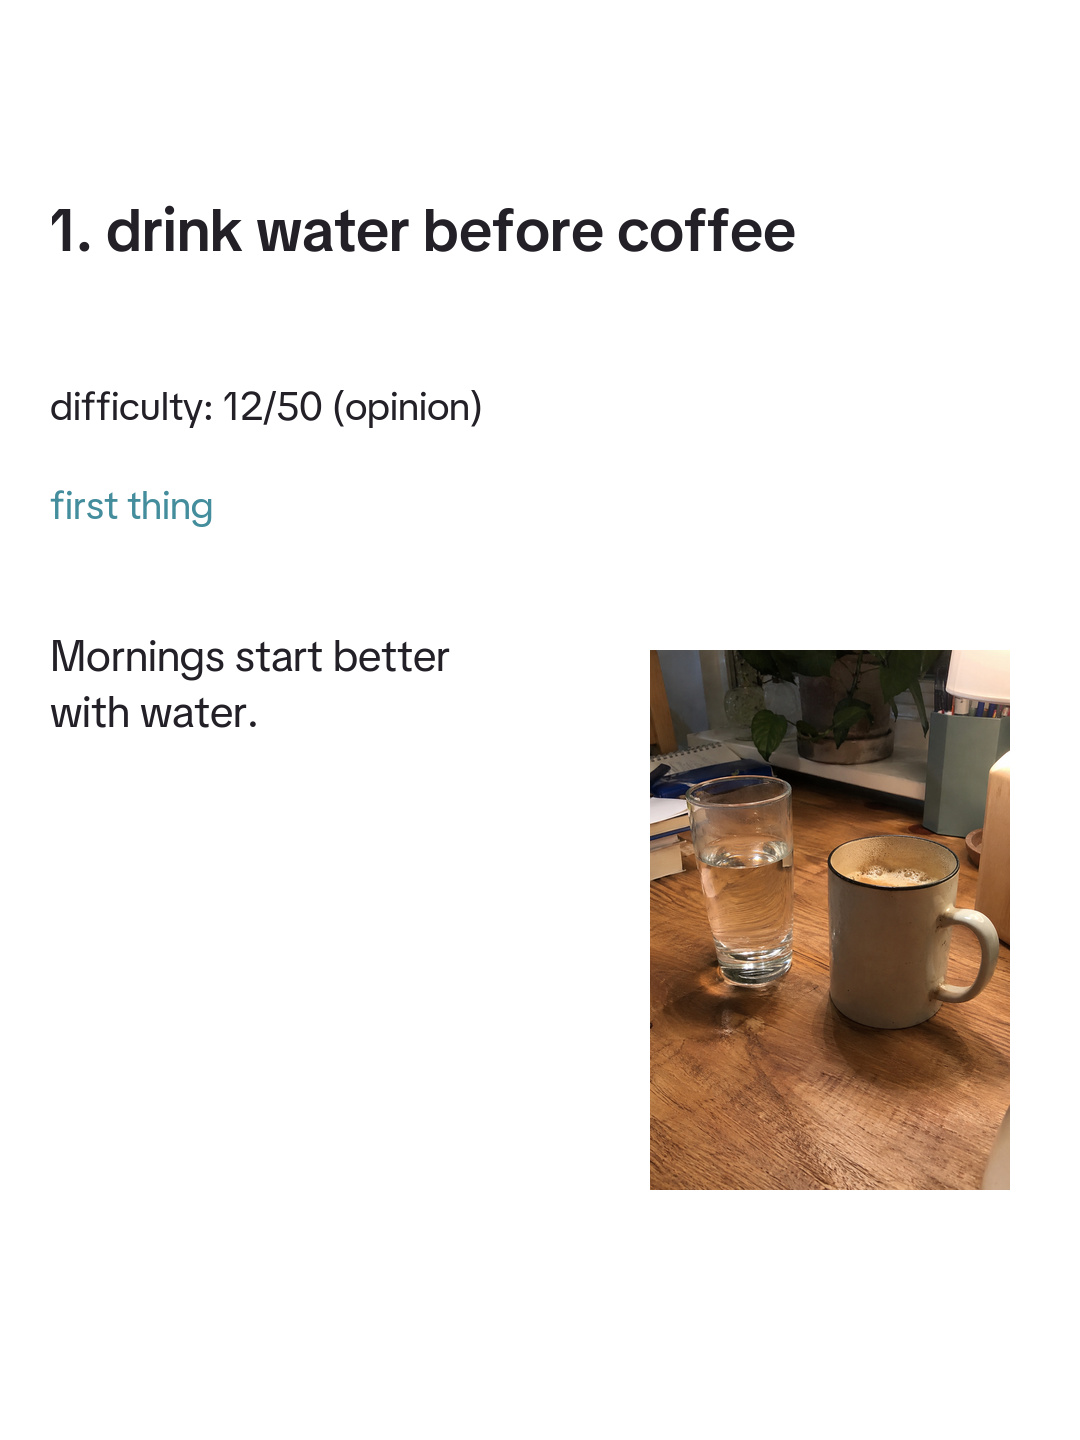 1. drink water before coffee
difficulty: 12/50 (opinion)
first thing
Mornings start better
with water.